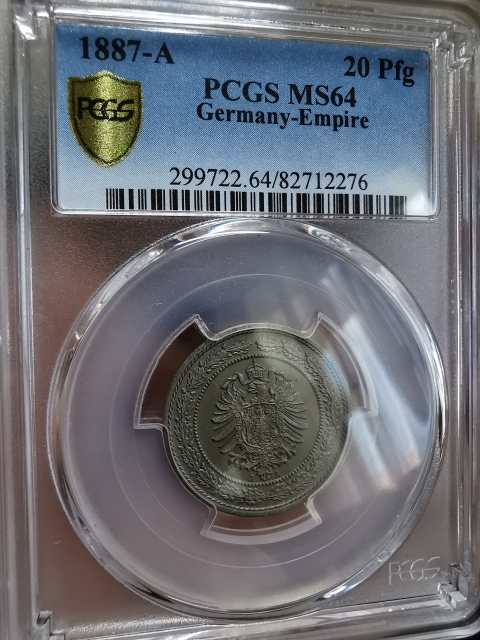 1887-A 20 Pfg
PCGS MS64
PCGS
Germany-Empire
299722.64/82712276
PCGS